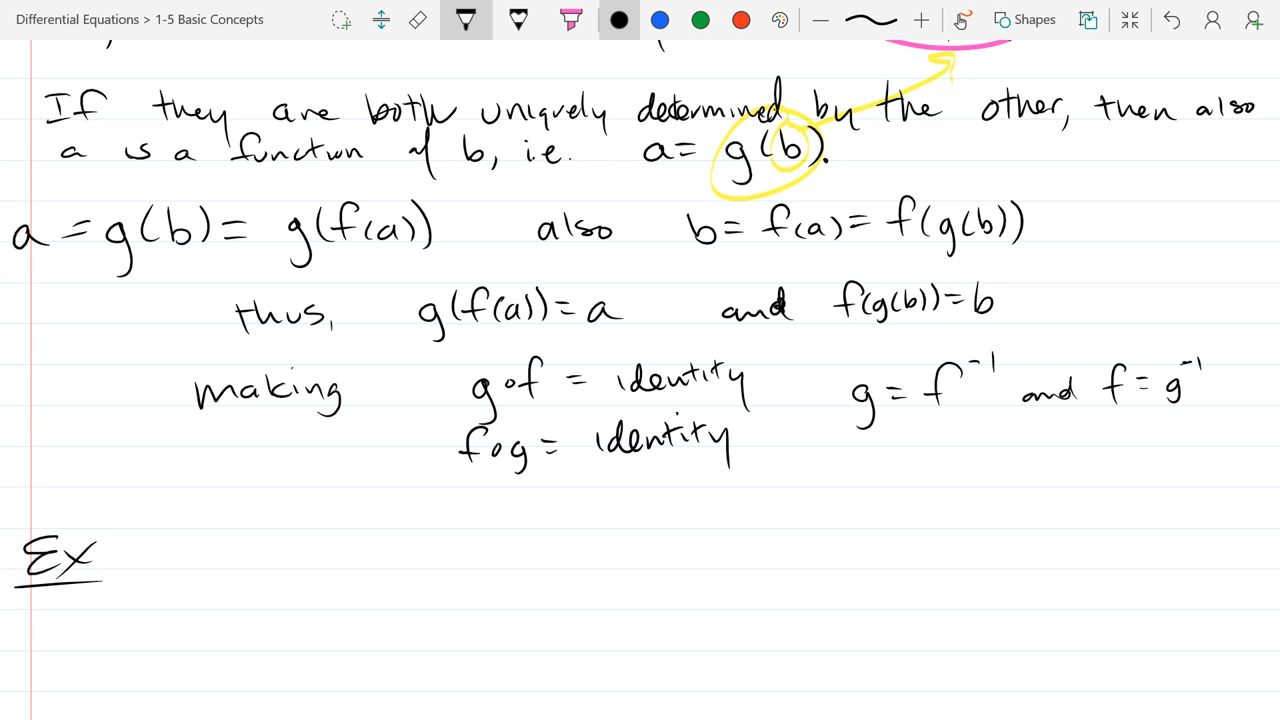 Differential Equations > 1-5 Basic Concepts
Shapes
If they are both uniquely determined by the other, then also
a is a function of b, i.e. a = g(b).
a = g(b) = g(f(a)) also b = f(a) = f(g(b))
thus, g(f(a)) = a and f(g(b)) = b
making g∘f = identity g = f⁻¹ and f = g⁻¹
f∘g = identity
Ex